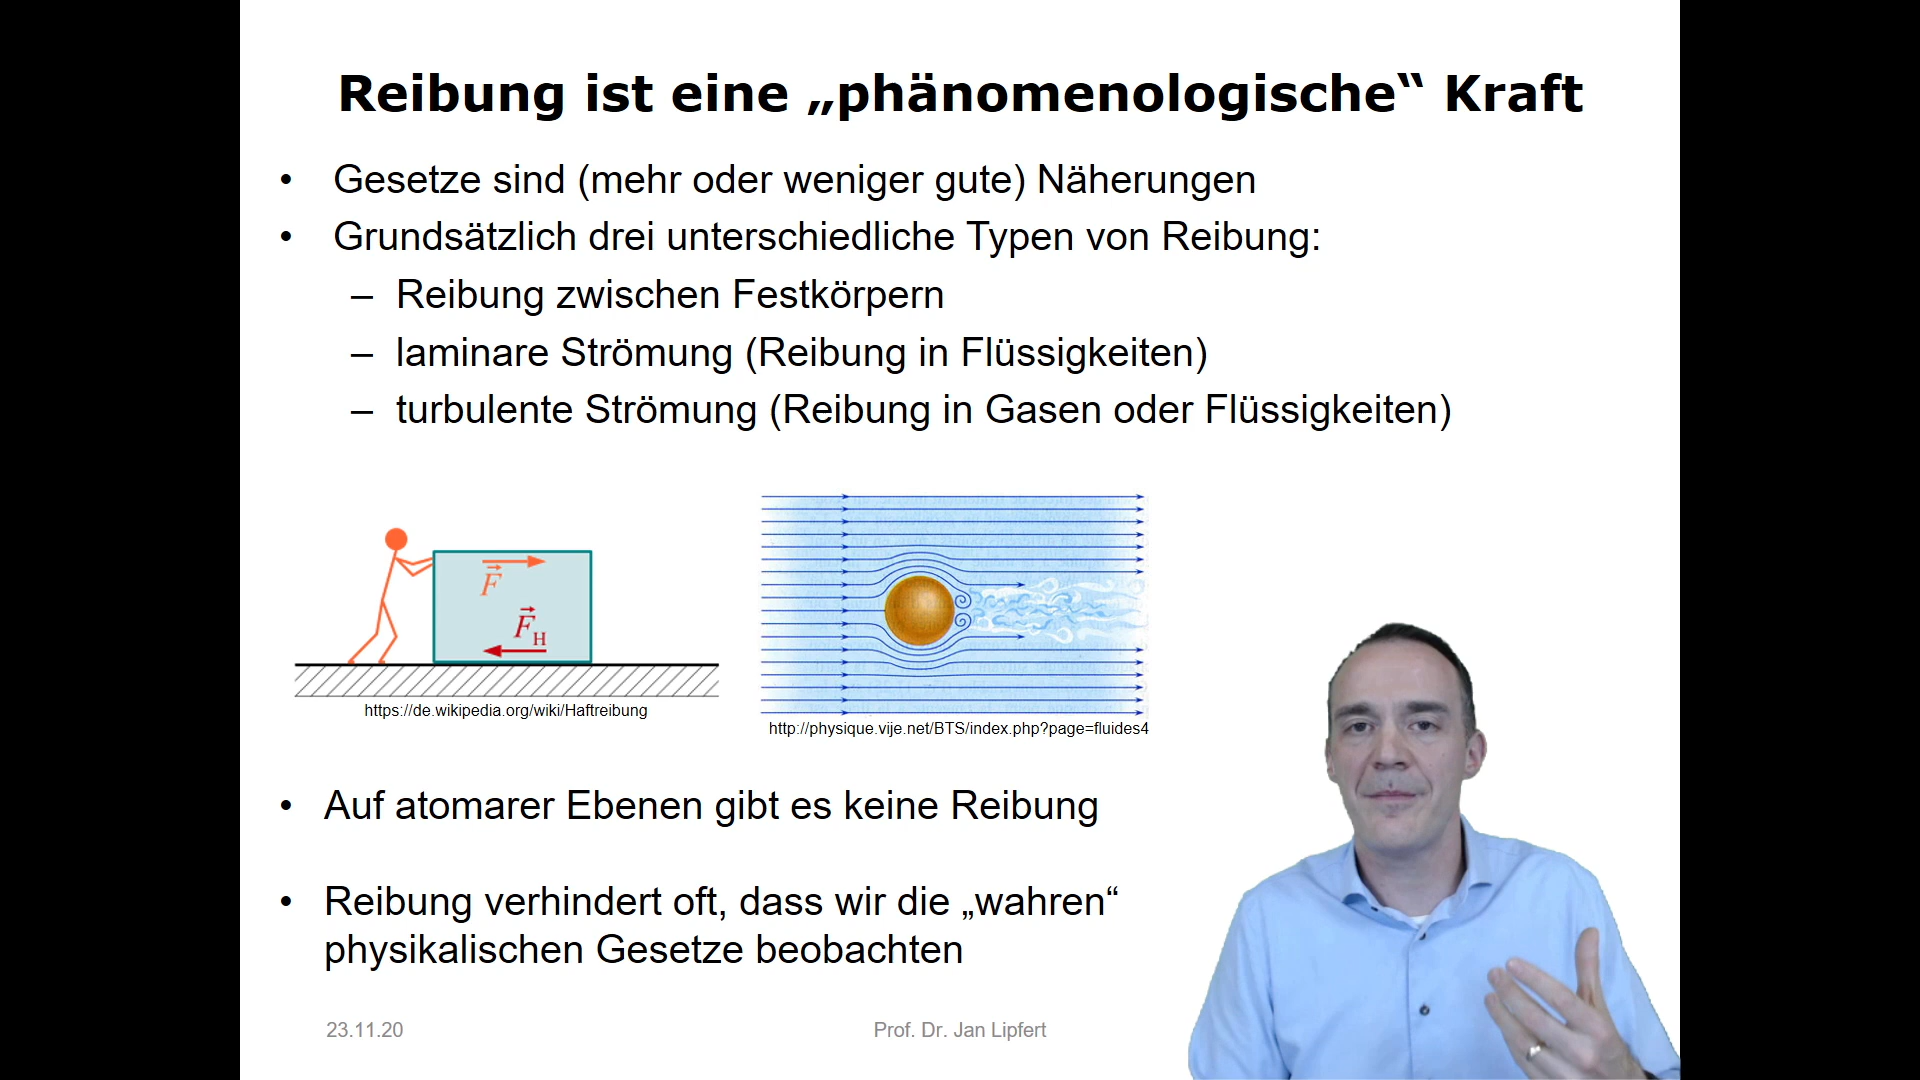 Reibung ist eine „phänomenologische“ Kraft
• Gesetze sind (mehr oder weniger gute) Näherungen
• Grundsätzlich drei unterschiedliche Typen von Reibung:
– Reibung zwischen Festkörpern
– laminare Strömung (Reibung in Flüssigkeiten)
– turbulente Strömung (Reibung in Gasen oder Flüssigkeiten)
F
F_H
https://de.wikipedia.org/wiki/Haftreibung
http://physique.vije.net/BTS/index.php?page=fluides4
• Auf atomarer Ebenen gibt es keine Reibung
• Reibung verhindert oft, dass wir die „wahren“
physikalischen Gesetze beobachten
23.11.20
Prof. Dr. Jan Lipfert